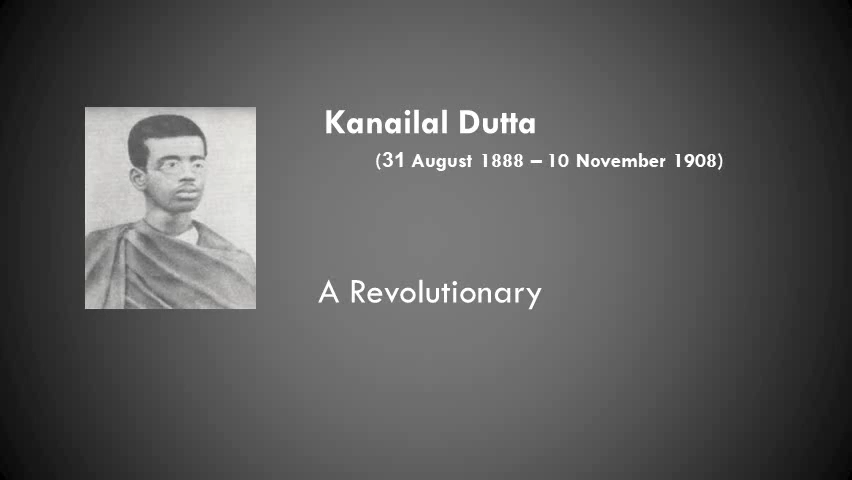 Kanailal Dutta
(31 August 1888 – 10 November 1908)
A Revolutionary